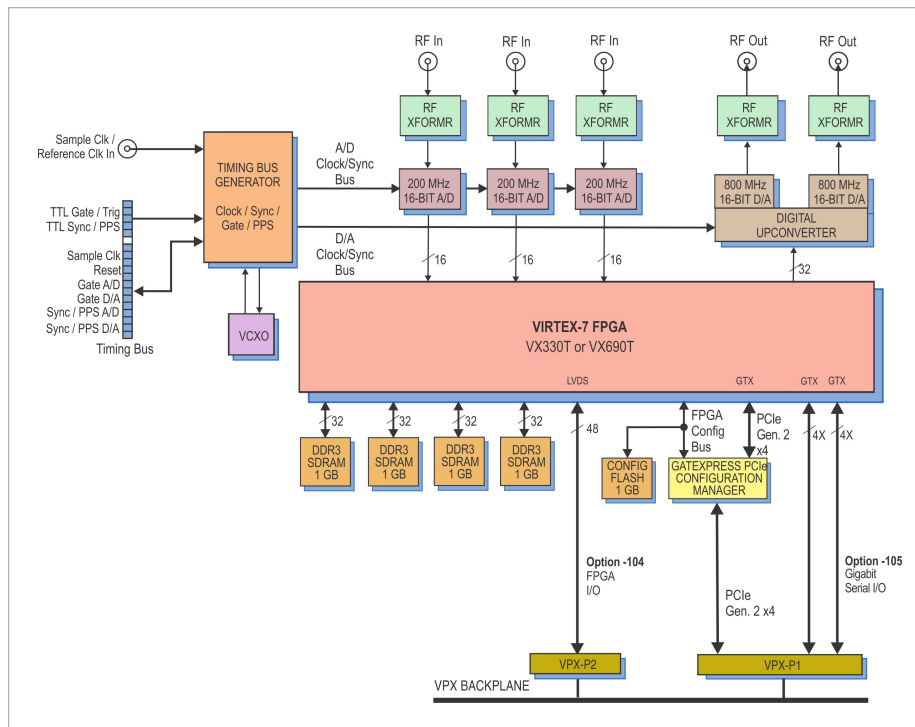 RF In
RF In
RF In
RF Out
RF Out
RF
XFORMR
RF
XFORMR
RF
XFORMR
RF
XFORMR
RF
XFORMR
Sample Clk /
Reference Clk In
TIMING BUS
GENERATOR
Clock / Sync /
Gate / PPS
A/D
Clock/Sync
Bus
200 MHz
16-BIT A/D
200 MHz
16-BIT A/D
200 MHz
16-BIT A/D
800 MHz
16-BIT D/A
800 MHz
16-BIT D/A
DIGITAL
UPCONVERTER
TTL Gate / Trig
TTL Sync / PPS
Sample Clk
Reset
Gate A/D
Gate D/A
Sync / PPS A/D
Sync / PPS D/A
Timing Bus
D/A
Clock/Sync
Bus
16
16
16
32
VCXO
VIRTEX-7 FPGA
VX330T or VX690T
LVDS
GTX
GTX
GTX
32
32
32
32
48
FPGA
Config
Bus
PCIe
Gen. 2
x4
4X
4X
DDR3
SDRAM
1 GB
DDR3
SDRAM
1 GB
DDR3
SDRAM
1 GB
DDR3
SDRAM
1 GB
CONFIG
FLASH
1 GB
GATEXPRESS PCIe
CONFIGURATION
MANAGER
Option -104
FPGA
I/O
PCIe
Gen. 2 x4
Option -105
Gigabit
Serial I/O
VPX-P2
VPX-P1
VPX BACKPLANE